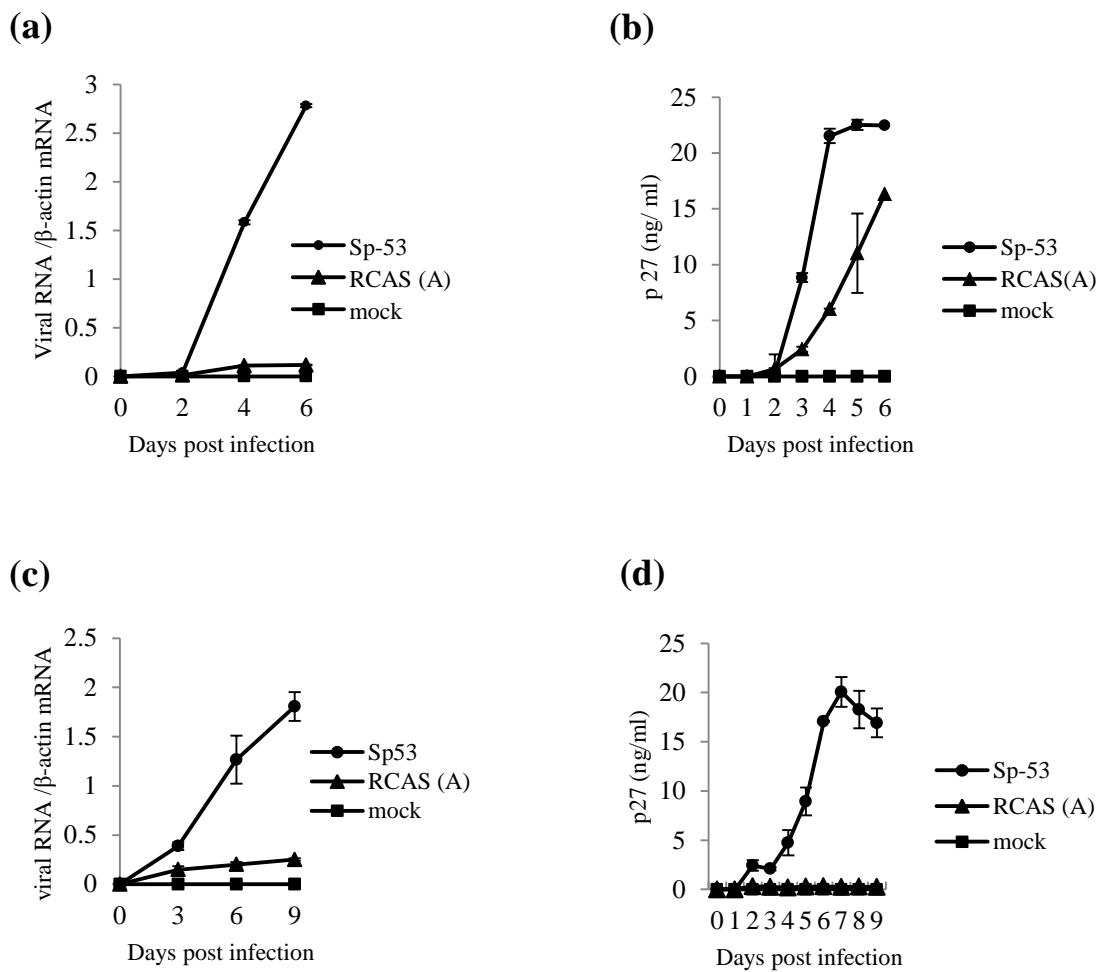 (a)
Viral RNA /β-actin mRNA
3
2.5
2
1.5
1
0.5
0
0 2 4 6
Days post infection
Sp-53
RCAS (A)
mock
(b)
p 27 (ng/ ml)
25
20
15
10
5
0
0 1 2 3 4 5 6
Days post infection
Sp-53
RCAS(A)
mock
(c)
viral RNA /β-actin mRNA
2.5
2
1.5
1
0.5
0
0 3 6 9
Days post infection
Sp53
RCAS (A)
mock
(d)
p27 (ng/ml)
25
20
15
10
5
0
0 1 2 3 4 5 6 7 8 9
Days post infection
Sp-53
RCAS (A)
mock